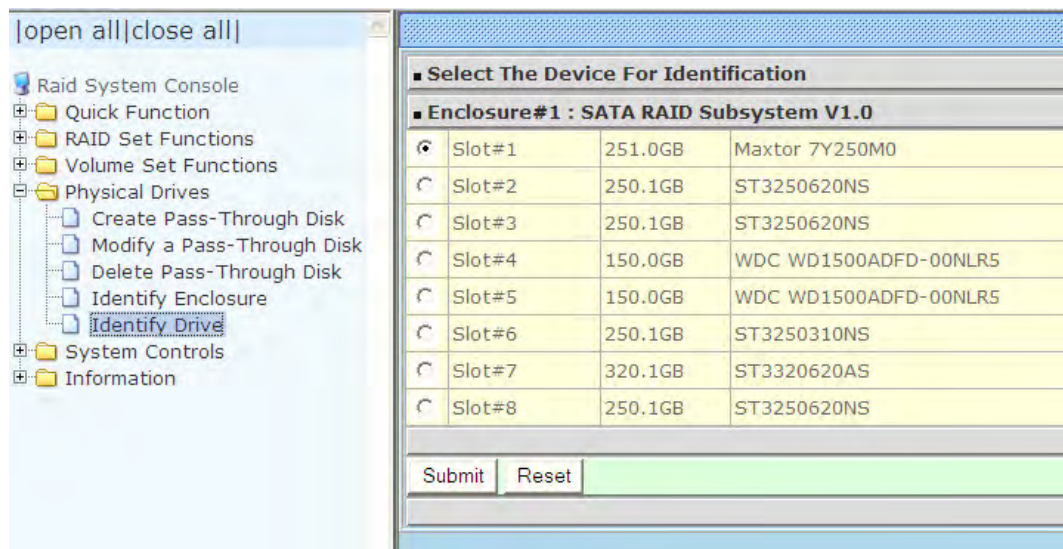 |open all|close all|
Raid System Console
Quick Function
RAID Set Functions
Volume Set Functions
Physical Drives
Create Pass-Through Disk
Modify a Pass-Through Disk
Delete Pass-Through Disk
Identify Enclosure
Identify Drive
System Controls
Information
Select The Device For Identification
Enclosure#1 : SATA RAID Subsystem V1.0
Slot#1 251.0GB Maxtor 7Y250M0
Slot#2 250.1GB ST3250620NS
Slot#3 250.1GB ST3250620NS
Slot#4 150.0GB WDC WD1500ADFD-00NLR5
Slot#5 150.0GB WDC WD1500ADFD-00NLR5
Slot#6 250.1GB ST3250310NS
Slot#7 320.1GB ST3320620AS
Slot#8 250.1GB ST3250620NS
Submit Reset